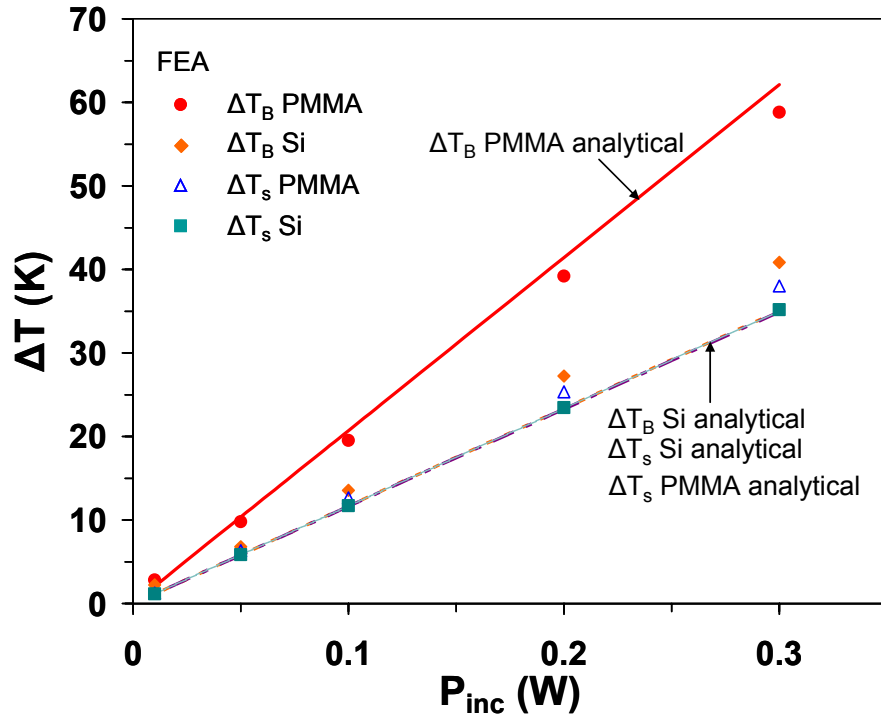 70
60
50
40
30
20
10
0
ΔT (K)
FEA
ΔT_B PMMA
ΔT_B Si
ΔT_s PMMA
ΔT_s Si
ΔT_B PMMA analytical
ΔT_B Si analytical
ΔT_s Si analytical
ΔT_s PMMA analytical
0 0.1 0.2 0.3
P_inc (W)